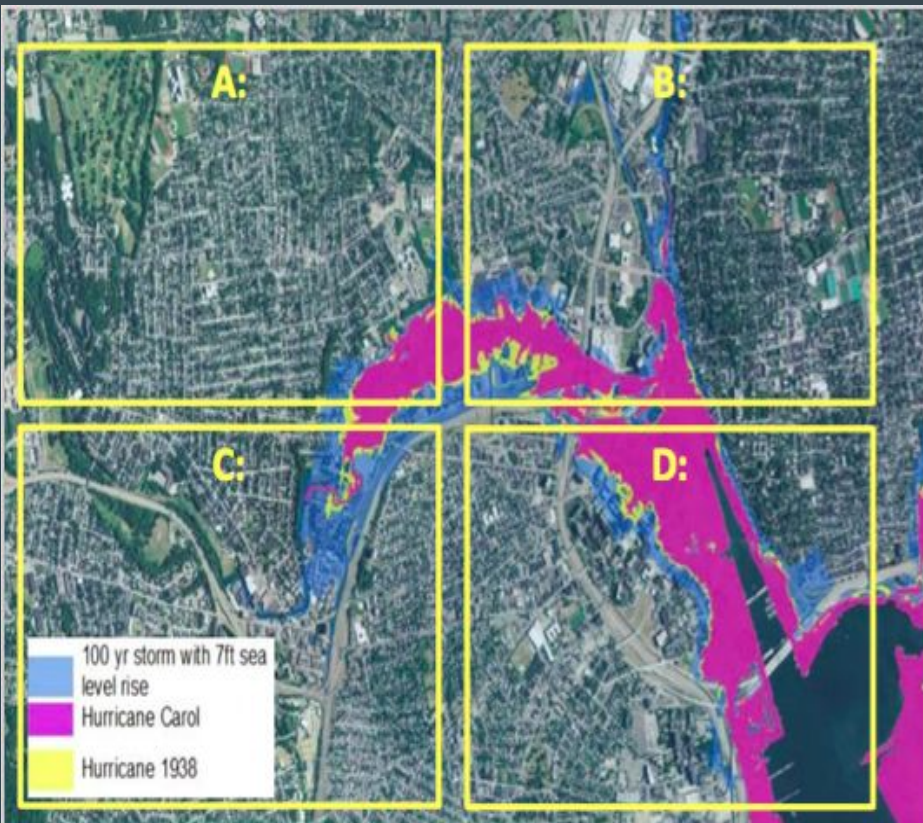 A:
B:
C:
D:
100 yr storm with 7ft sea
level rise
Hurricane Carol
Hurricane 1938